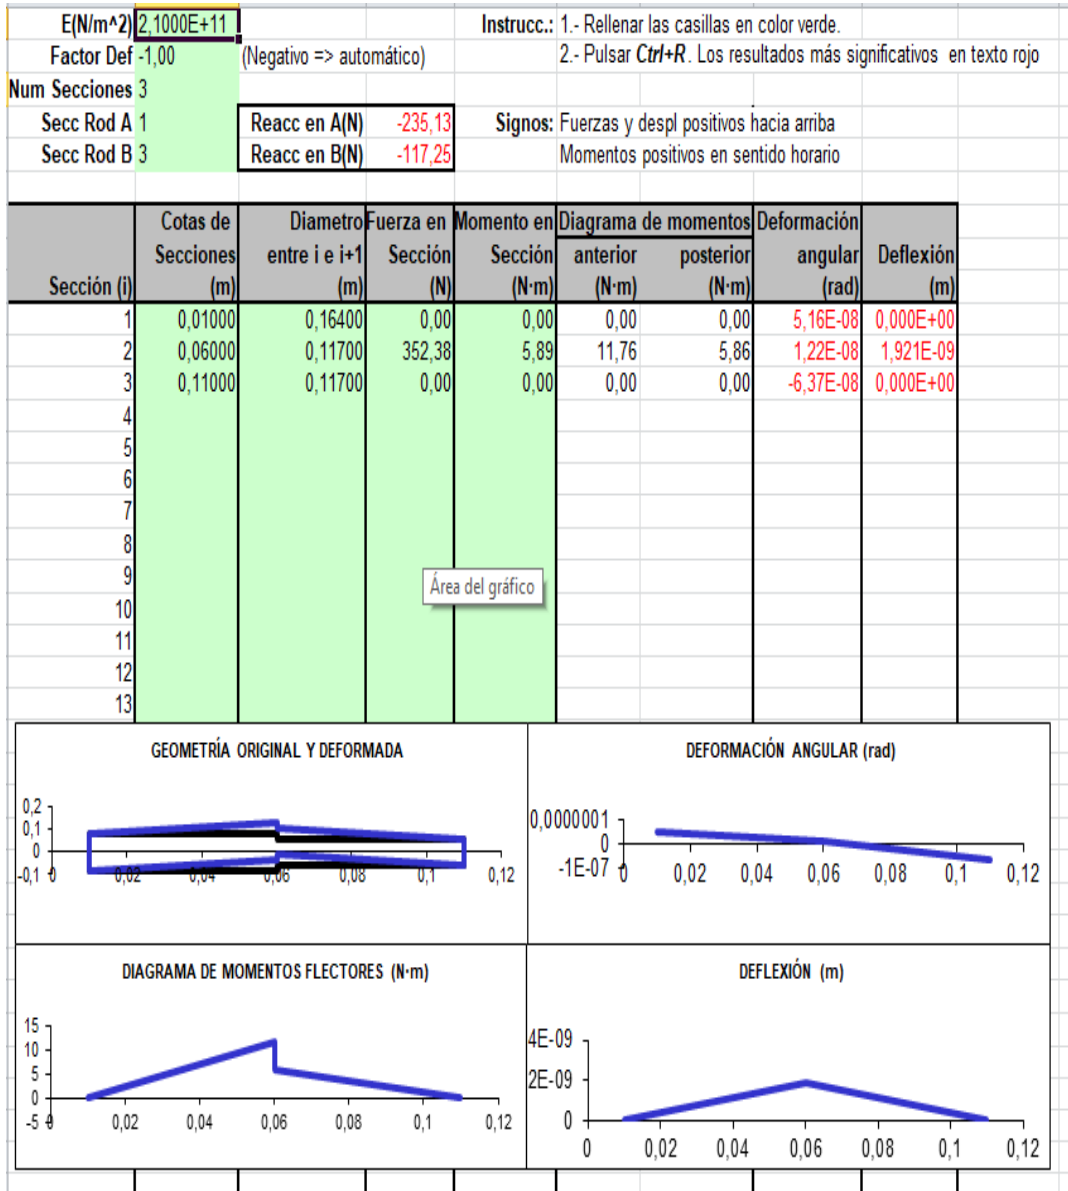 E(N/m^2) 2,1000E+11 Instrucc.: 1.- Rellenar las casillas en color verde.
Factor Def -1,00 (Negativo => automático) 2.- Pulsar Ctrl+R. Los resultados más significativos en texto rojo
Num Secciones 3
Secc Rod A 1 Reacc en A(N) -235,13 Signos: Fuerzas y despl positivos hacia arriba
Secc Rod B 3 Reacc en B(N) -117,25 Momentos positivos en sentido horario
Cotas de Diametro Fuerza en Momento en Diagrama de momentos Deformación
Secciones entre i e i+1 Sección Sección anterior posterior angular Deflexión
Sección (i) (m) (m) (N) (N·m) (N·m) (N·m) (rad) (m)
1 0,01000 0,16400 0,00 0,00 0,00 0,00 5,16E-08 0,000E+00
2 0,06000 0,11700 352,38 5,89 11,76 5,86 1,22E-08 1,921E-09
3 0,11000 0,11700 0,00 0,00 0,00 0,00 -6,37E-08 0,000E+00
4
5
6
7
8
9
Área del gráfico
10
11
12
13
GEOMETRÍA ORIGINAL Y DEFORMADA
0,2
0,1
0
-0,1 0 0,02 0,04 0,06 0,08 0,1 0,12
DEFORMACIÓN ANGULAR (rad)
0,0000001
0
-1E-07 0 0,02 0,04 0,06 0,08 0,1 0,12
DIAGRAMA DE MOMENTOS FLECTORES (N·m)
15
10
5
0
-5 0 0,02 0,04 0,06 0,08 0,1 0,12
DEFLEXIÓN (m)
4E-09
2E-09
0
0 0,02 0,04 0,06 0,08 0,1 0,12